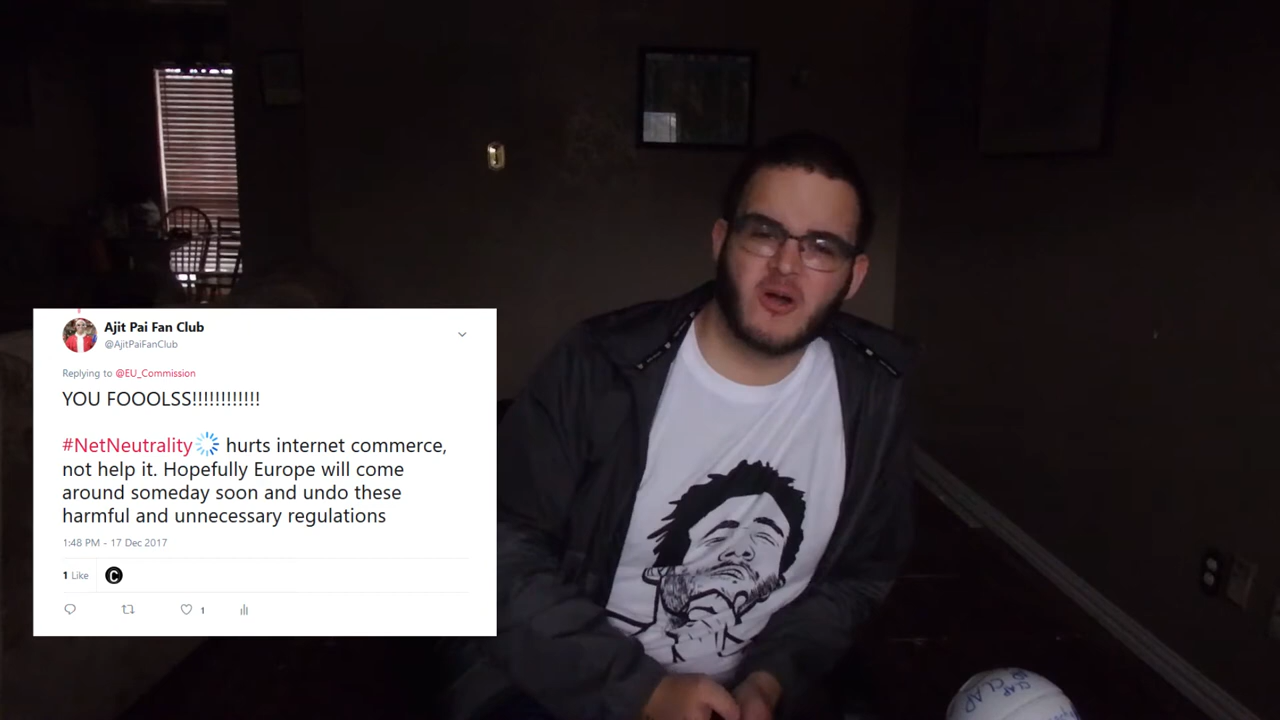 Ajit Pai Fan Club
@AjitPaiFanClub
Replying to @EU_Commission
YOU FOOOLSS!!!!!!!!!!!!
#NetNeutrality hurts internet commerce,
not help it. Hopefully Europe will come
around someday soon and undo these
harmful and unnecessary regulations
1:48 PM - 17 Dec 2017
1 Like
1
CLAP
CLAP